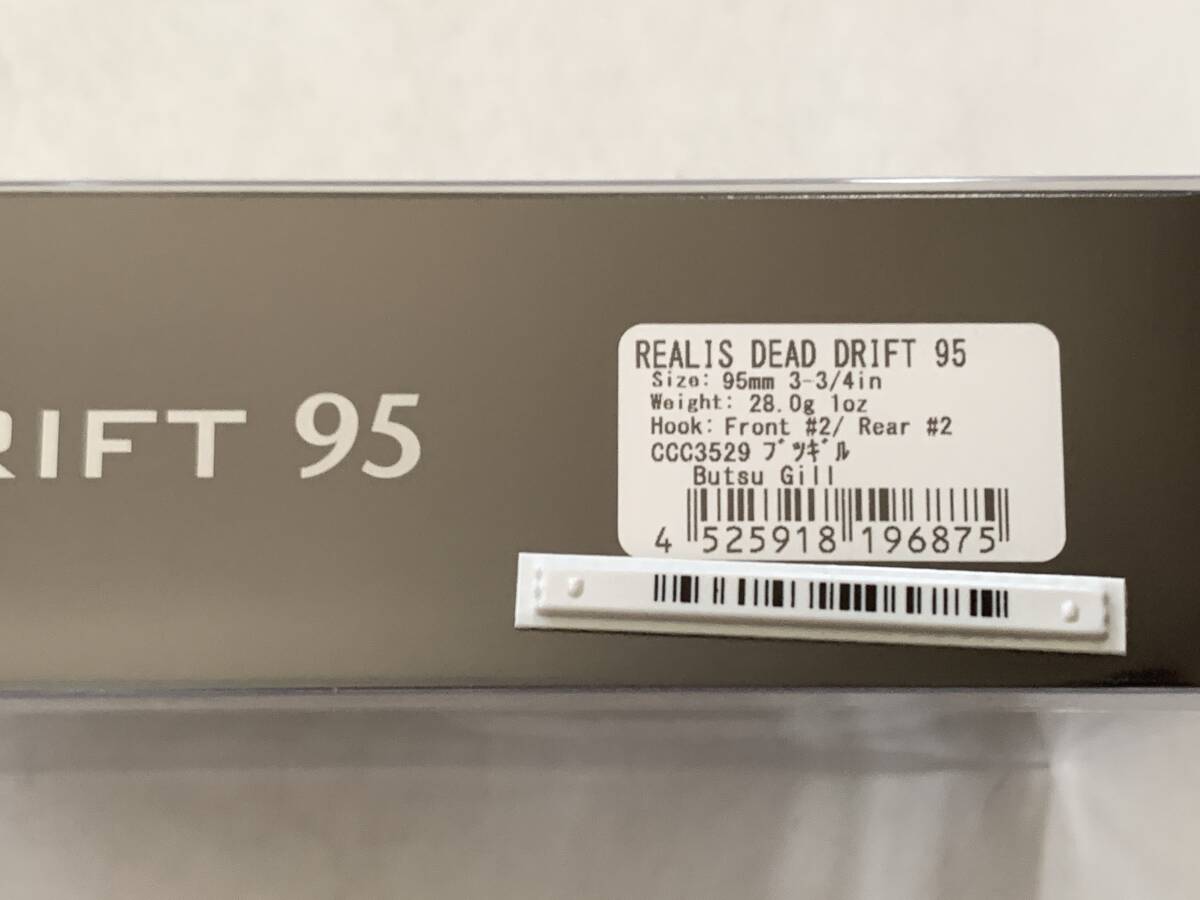 RIFT 95
REALIS DEAD DRIFT 95
Size: 95mm 3-3/4in
Weight: 28.0g 1oz
Hook: Front #2/ Rear #2
CCC3529 ブツギル
Butsu Gill
4 525918 196875